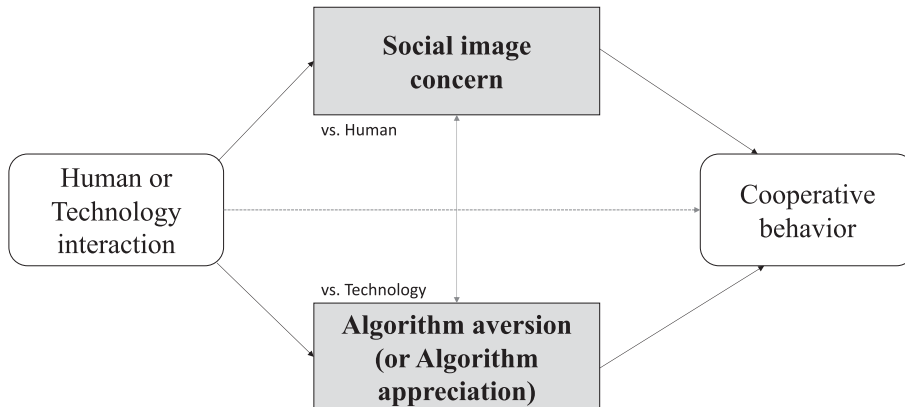 Social image
concern
vs. Human
Human or
Technology
interaction
Cooperative
behavior
vs. Technology
Algorithm aversion
(or Algorithm
appreciation)